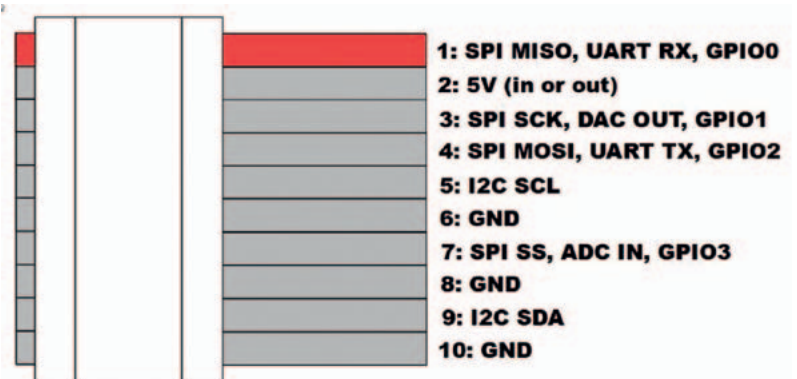 1: SPI MISO, UART RX, GPIO0
2: 5V (in or out)
3: SPI SCK, DAC OUT, GPIO1
4: SPI MOSI, UART TX, GPIO2
5: I2C SCL
6: GND
7: SPI SS, ADC IN, GPIO3
8: GND
9: I2C SDA
10: GND